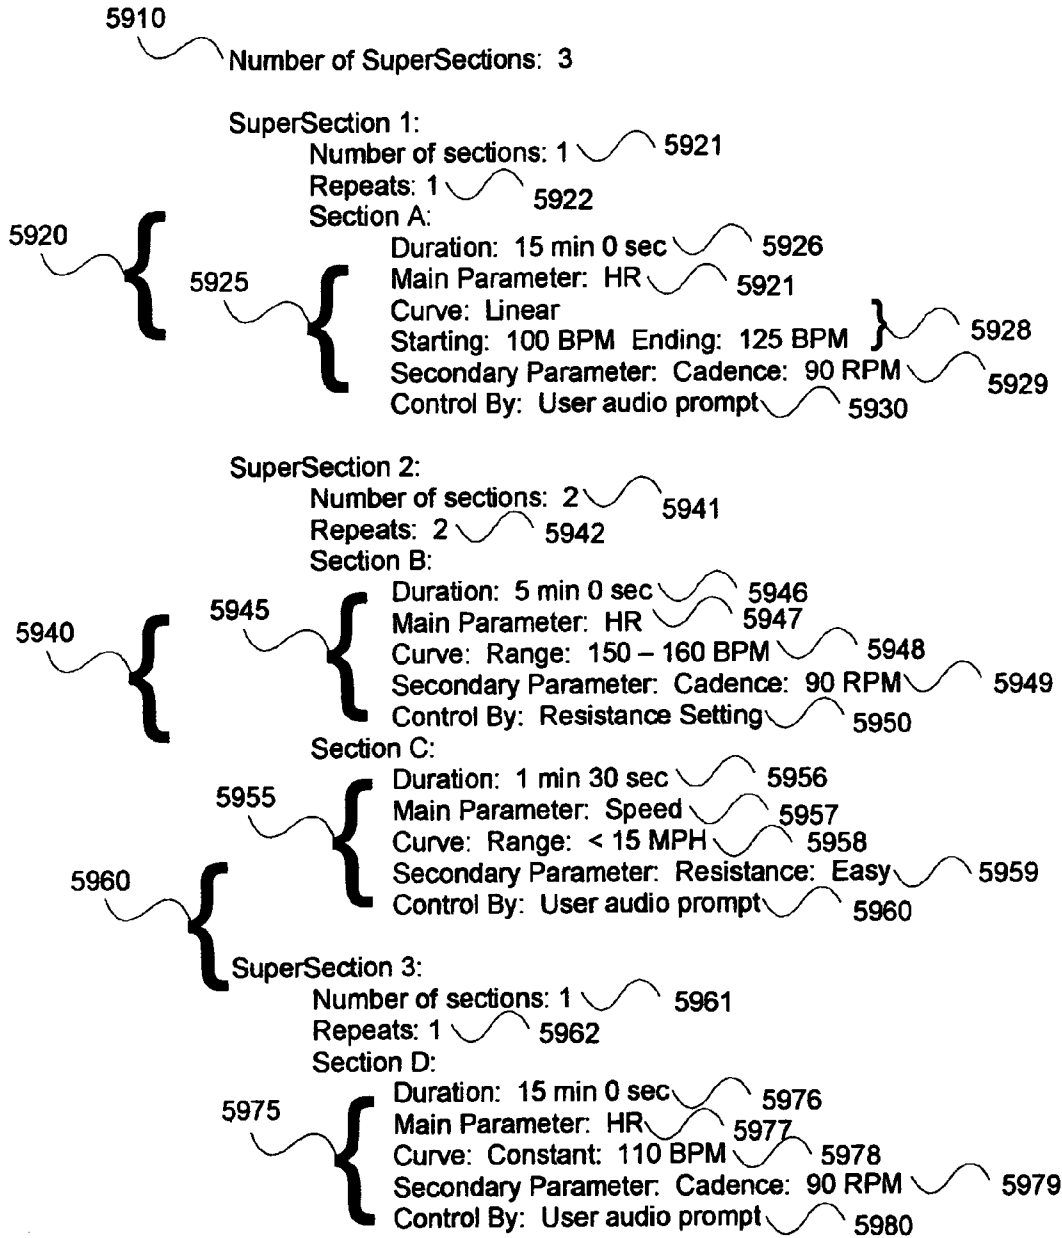 5910
Number of SuperSections: 3
SuperSection 1:
Number of sections: 1 5921
Repeats: 1 5922
Section A:
5920
Duration: 15 min 0 sec 5926
5925 Main Parameter: HR 5921
Curve: Linear
Starting: 100 BPM Ending: 125 BPM } 5928
Secondary Parameter: Cadence: 90 RPM 5929
Control By: User audio prompt 5930
SuperSection 2:
Number of sections: 2 5941
Repeats: 2 5942
Section B:
Duration: 5 min 0 sec 5946
5940 5945 Main Parameter: HR 5947
Curve: Range: 150 – 160 BPM 5948
Secondary Parameter: Cadence: 90 RPM 5949
Control By: Resistance Setting 5950
Section C:
Duration: 1 min 30 sec 5956
5955 Main Parameter: Speed 5957
Curve: Range: < 15 MPH 5958
5960 Secondary Parameter: Resistance: Easy 5959
Control By: User audio prompt 5960
SuperSection 3:
Number of sections: 1 5961
Repeats: 1 5962
Section D:
Duration: 15 min 0 sec 5976
5975 Main Parameter: HR 5977
Curve: Constant: 110 BPM 5978
Secondary Parameter: Cadence: 90 RPM 5979
Control By: User audio prompt 5980